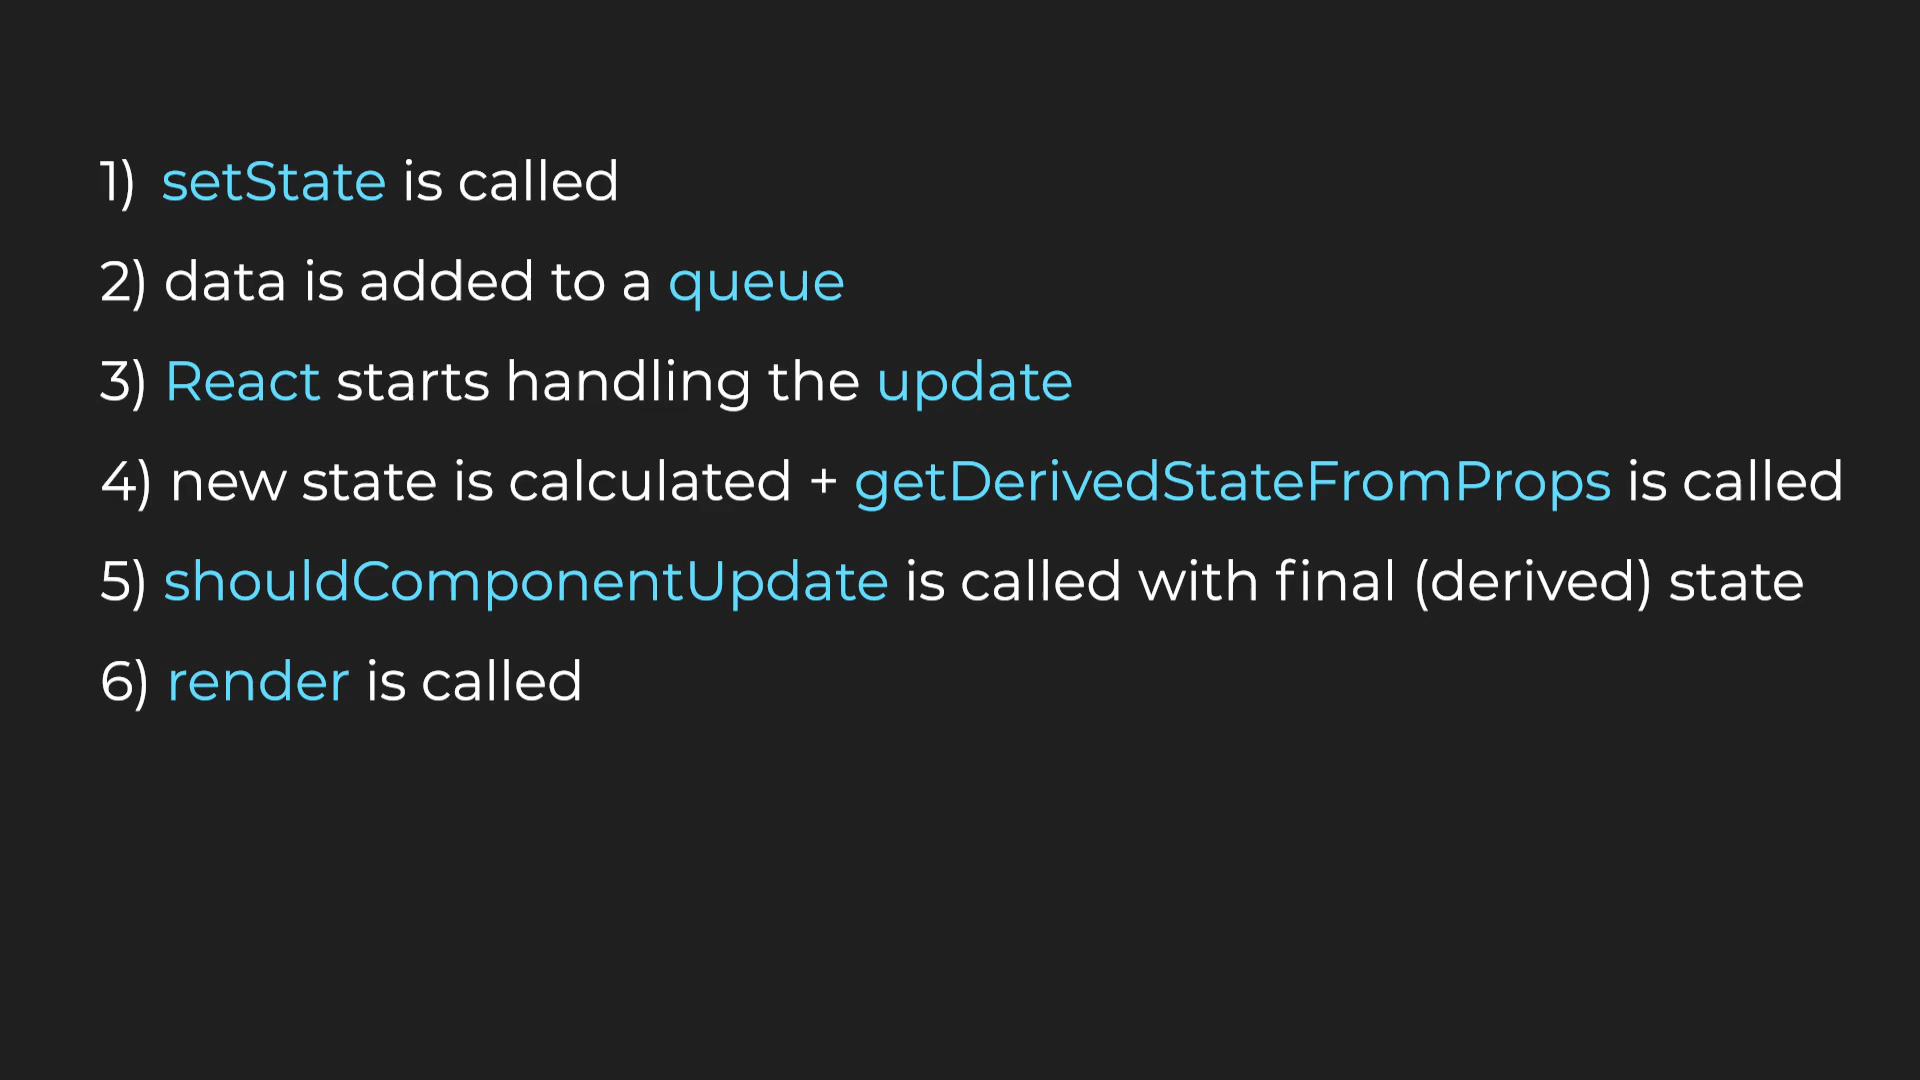 1) setState is called
2) data is added to a queue
3) React starts handling the update
4) new state is calculated + getDerivedStateFromProps is called
5) shouldComponentUpdate is called with final (derived) state
6) render is called